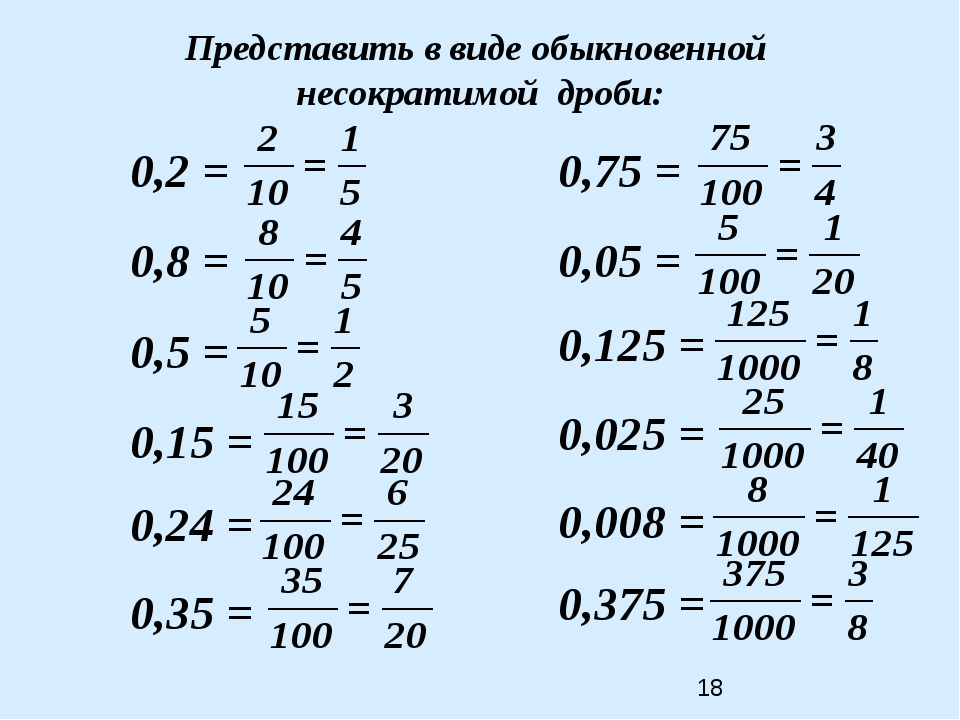 Представить в виде обыкновенной
несократимой дроби:
0,2 = 2/10 = 1/5
0,8 = 8/10 = 4/5
0,5 = 5/10 = 1/2
0,15 = 15/100 = 3/20
0,24 = 24/100 = 6/25
0,35 = 35/100 = 7/20
0,75 = 75/100 = 3/4
0,05 = 5/100 = 1/20
0,125 = 125/1000 = 1/8
0,025 = 25/1000 = 1/40
0,008 = 8/1000 = 1/125
0,375 = 375/1000 = 3/8
18